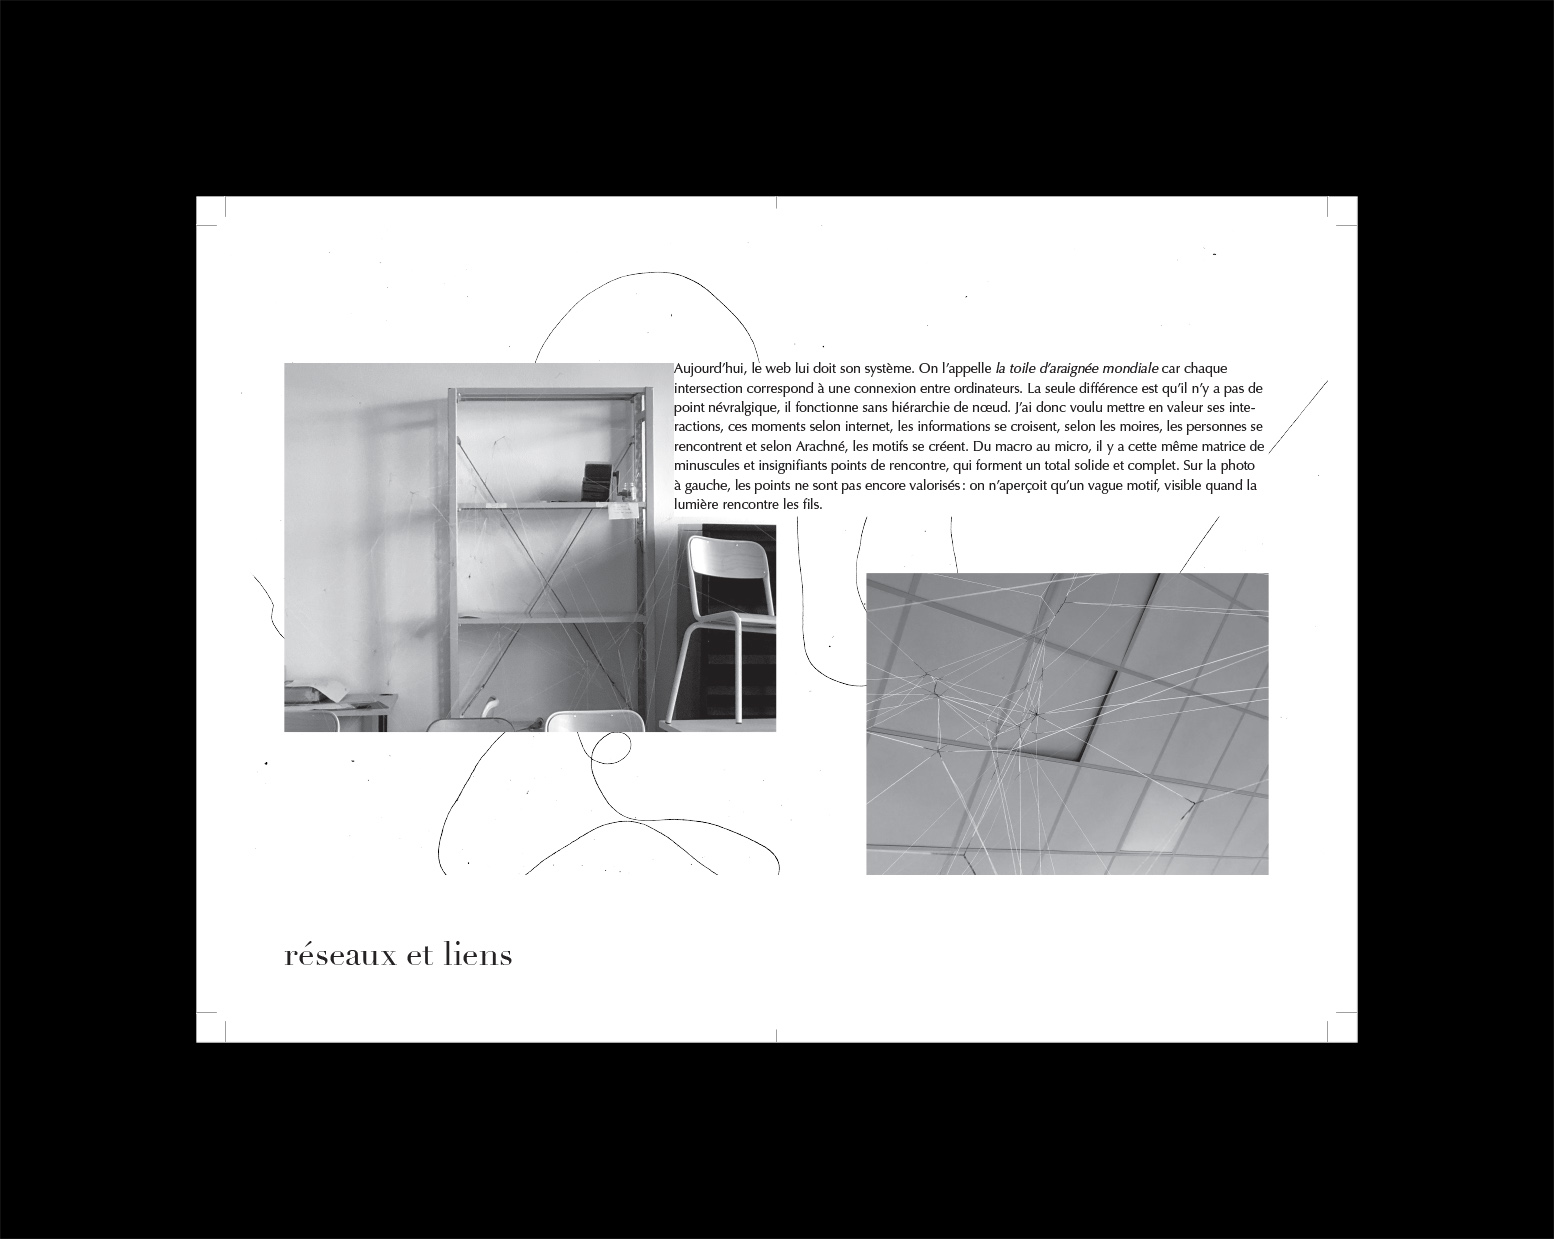 Aujourd’hui, le web lui doit son système. On l’appelle la toile d’araignée mondiale car chaque
intersection correspond à une connexion entre ordinateurs. La seule différence est qu’il n’y a pas de
point névralgique, il fonctionne sans hiérarchie de nœud. J’ai donc voulu mettre en valeur ses inte-
ractions, ces moments selon internet, les informations se croisent, selon les moires, les personnes se
rencontrent et selon Arachné, les motifs se créent. Du macro au micro, il y a cette même matrice de
minuscules et insignifiants points de rencontre, qui forment un total solide et complet. Sur la photo
à gauche, les points ne sont pas encore valorisés : on n’aperçoit qu’un vague motif, visible quand la
lumière rencontre les fils.
réseaux et liens